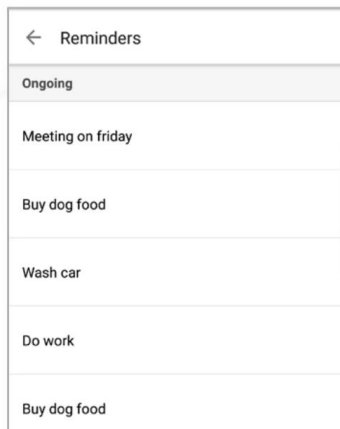 Reminders
Ongoing
Meeting on friday
Buy dog food
Wash car
Do work
Buy dog food